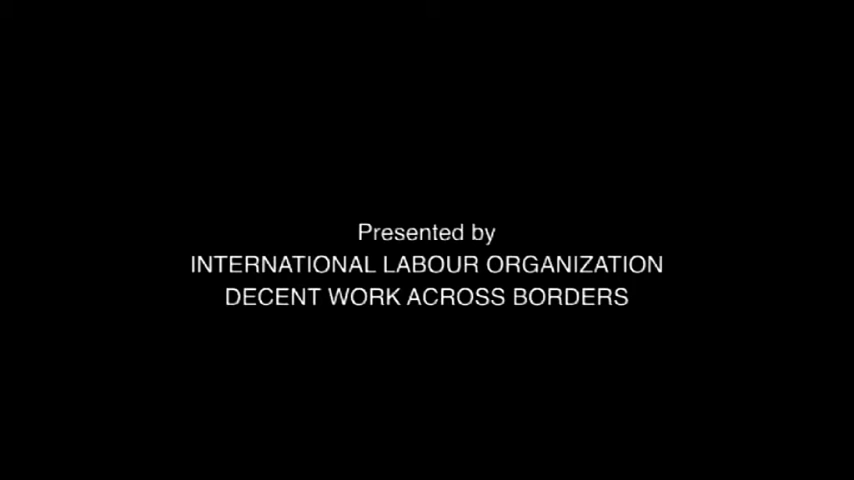 Presented by
INTERNATIONAL LABOUR ORGANIZATION
DECENT WORK ACROSS BORDERS